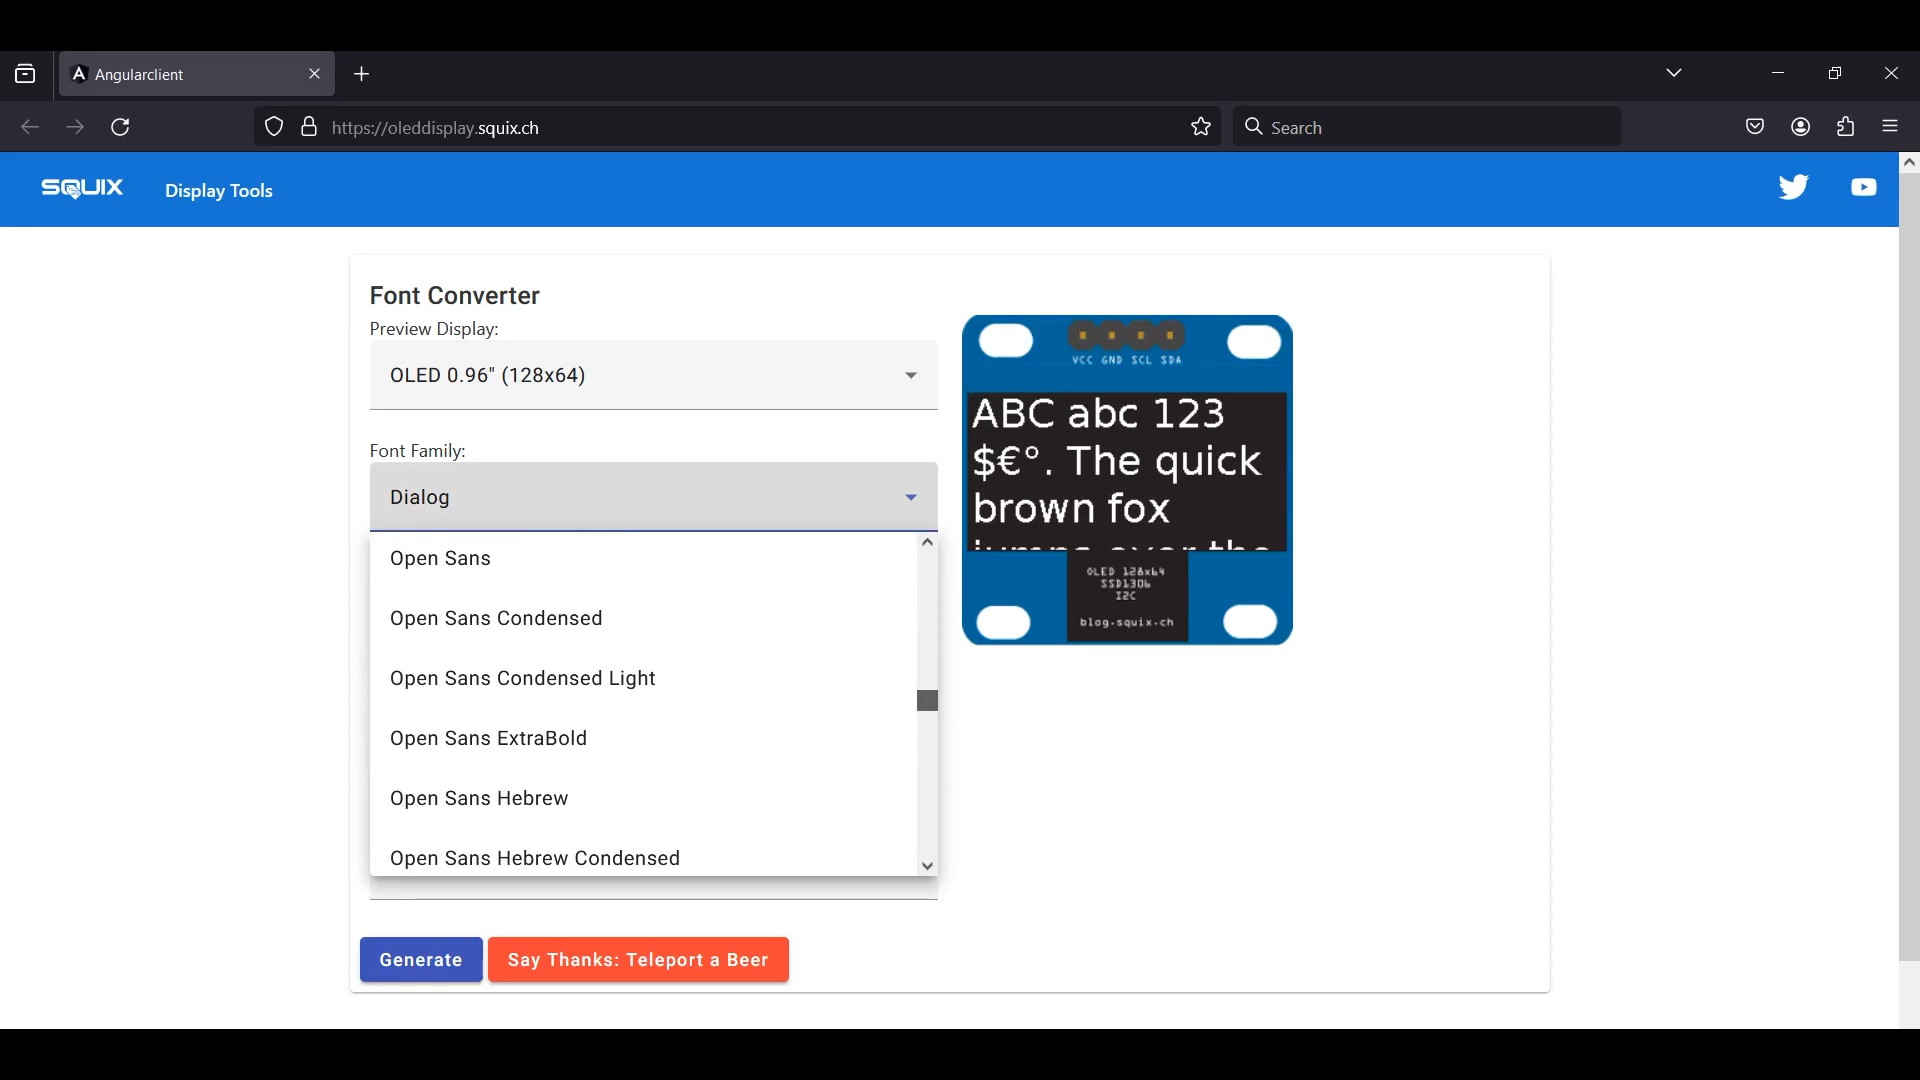 Angularclient
https://oleddisplay.squix.ch
Search
SQUIX
Display Tools
Font Converter
Preview Display:
OLED 0.96" (128x64)
Font Family:
Dialog
Open Sans
Open Sans Condensed
Open Sans Condensed Light
Open Sans ExtraBold
Open Sans Hebrew
Open Sans Hebrew Condensed
Generate
Say Thanks: Teleport a Beer
VCC GND SCL SDA
ABC abc 123
$€°. The quick
brown fox
OLED 128x64
SSD1306
I2C
blog.squix.ch